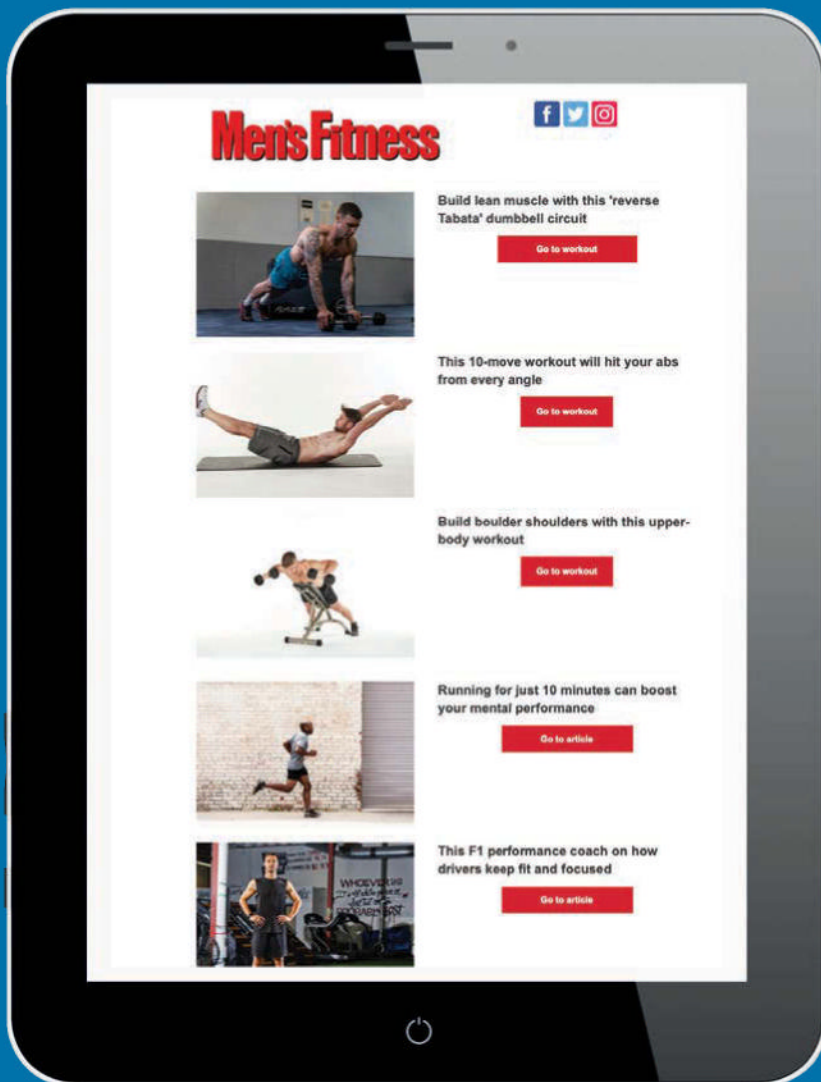 Men's Fitness
Build lean muscle with this 'reverse
Tabata' dumbbell circuit
Go to workout
This 10-move workout will hit your abs
from every angle
Go to workout
Build boulder shoulders with this upper-
body workout
Go to workout
Running for just 10 minutes can boost
your mental performance
Go to article
This F1 performance coach on how
drivers keep fit and focused
Go to article
WHOEVER